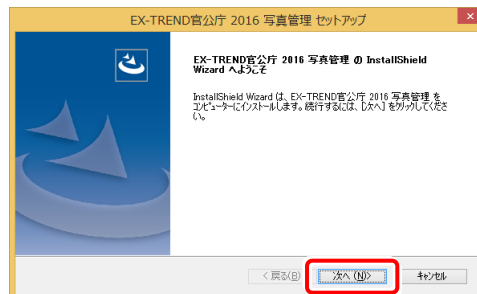 EX-TREND官公庁 2016 写真管理 セットアップ
EX-TREND官公庁 2016 写真管理 の InstallShield
Wizard へようこそ
InstallShield Wizard は、EX-TREND官公庁 2016 写真管理 を
コンピューターにインストールします。続行するには、[次へ] をクリックしてくださ
い。
< 戻る(B)
次へ(N)>
キャンセル